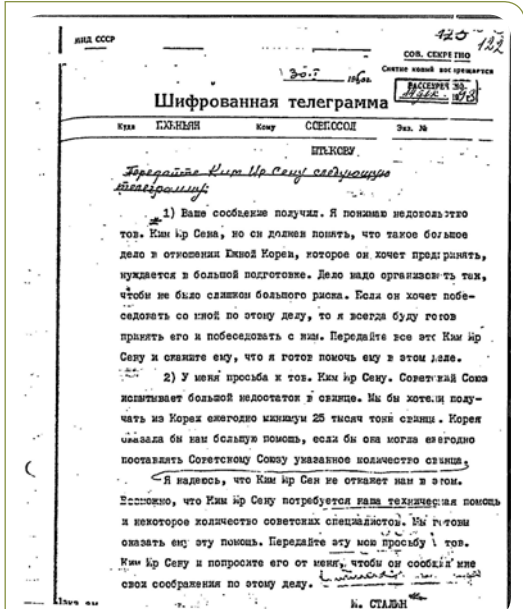 МИД СССР
122
СОВ. СЕКРЕТНО
Снятие копий воспрещается
30.I
РАССЕКРЕЧЕНО
Шифрованная телеграмма
Куда ПХЕНЬЯН Кому СОВПОСОЛ Экз. №
ШТЫКОВУ.
Передайте Ким Ир Сену следующую
телеграмму:
1) Ваше сообщение получил. Я понимаю недовольство
тов. Ким Ир Сена, но он должен понять, что такое большое
дело в отношении Южной Кореи, которое он хочет предпринять,
нуждается в большой подготовке. Дело надо организовать так,
чтобы не было слишком большого риска. Если он хочет побе-
седовать со мной по этому делу, то я всегда буду готов
принять его и побеседовать с ним. Передайте все это Ким Ир
Сену и скажите ему, что я готов помочь ему в этом деле.
2) У меня просьба к тов. Ким Ир Сену. Советский Союз
испытывает большой недостаток в свинце. Мы бы хотели полу-
чать из Кореи ежегодно минимум 25 тысяч тонн свинца. Корея
оказала бы нам большую помощь, если бы она могла ежегодно
поставлять Советскому Союзу указанное количество свинца.
Я надеюсь, что Ким Ир Сен не откажет нам в этом.
Возможно, что Ким Ир Сену потребуется наша техническая помощь
и некоторое количество советских специалистов. Мы готовы
оказать ему эту помощь. Передайте эту мою просьбу тов.
Ким Ир Сену и попросите его от меня, чтобы он сообщил мне
свои соображения по этому делу.
И. СТАЛИН